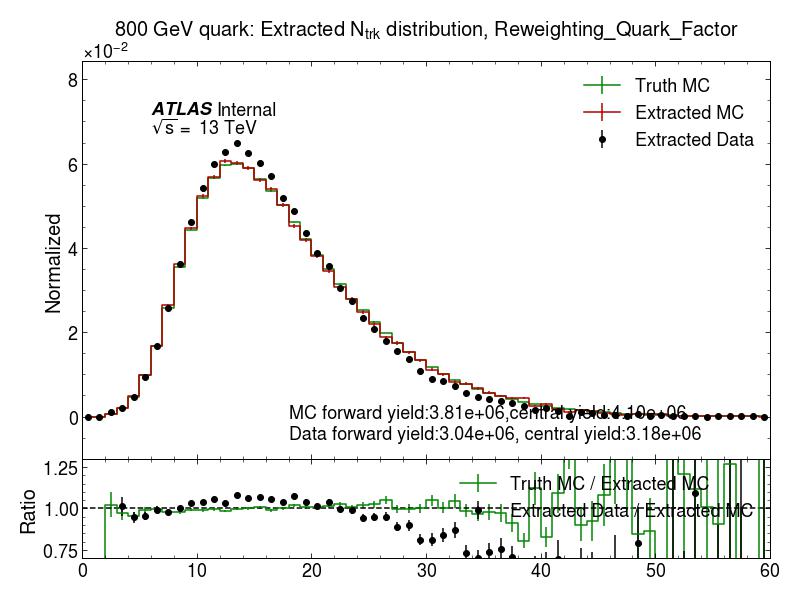 800 GeV quark: Extracted N_trk distribution, Reweighting_Quark_Factor
×10⁻²
8
6
4
2
0
Normalized
ATLAS Internal
√s = 13 TeV
Truth MC
Extracted MC
Extracted Data
MC forward yield:3.81e+06,central yield:4.10e+06
Data forward yield:3.04e+06, central yield:3.18e+06
1.25
1.00
0.75
Ratio
Truth MC / Extracted MC
Extracted Data / Extracted MC
0 10 20 30 40 50 60